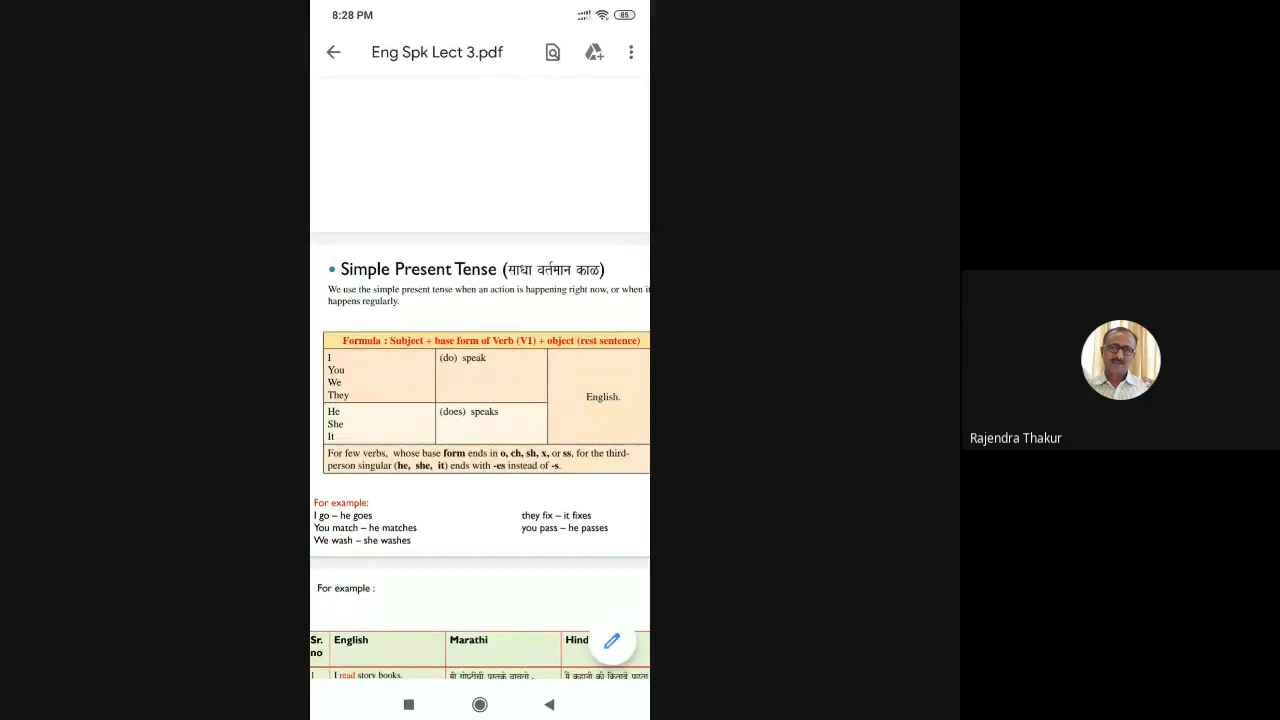 8:28 PM
85
Eng Spk Lect 3.pdf
• Simple Present Tense (साधा वर्तमान काळ)
We use the simple present tense when an action is happening right now, or when it
happens regularly.
Formula : Subject + base form of Verb (V1) + object (rest sentence)
I
You
We
They
(do) speak
English.
He
She
It
(does) speaks
For few verbs, whose base form ends in o, ch, sh, x, or ss, for the third-
person singular (he, she, it) ends with -es instead of -s.
For example:
I go – he goes
they fix – it fixes
You match – he matches
you pass – he passes
We wash – she washes
For example :
Sr.
no
English
Marathi
Hind
1
I read story books.
मी गोष्टींची पुस्तके वाचतो .
मैं कहानी की किताबें पढ़ता
Rajendra Thakur